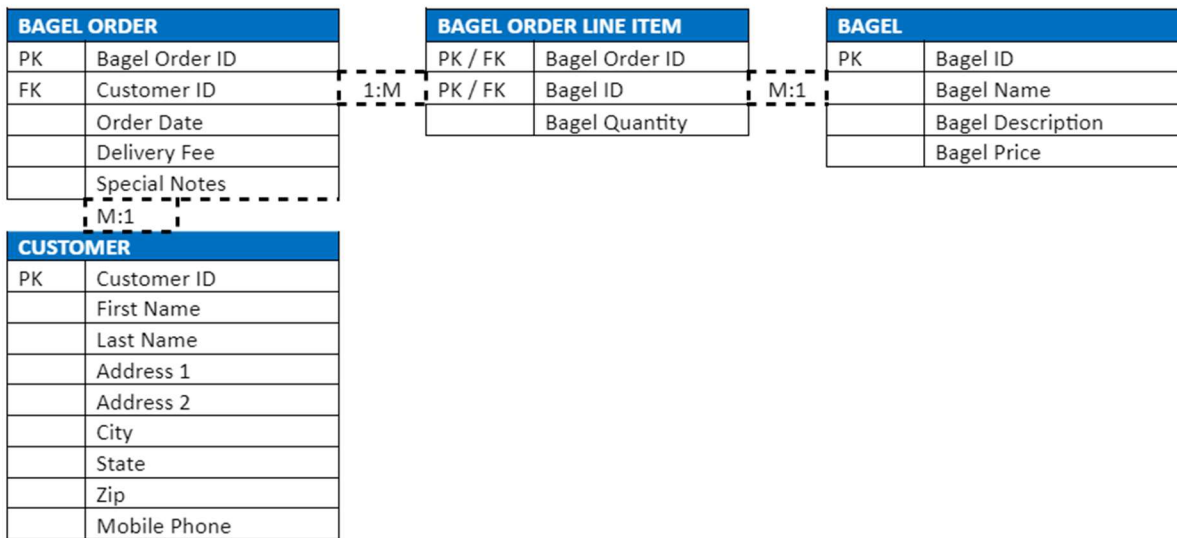 BAGEL ORDER
PK Bagel Order ID
FK Customer ID
Order Date
Delivery Fee
Special Notes
1:M
BAGEL ORDER LINE ITEM
PK / FK Bagel Order ID
PK / FK Bagel ID
Bagel Quantity
M:1
BAGEL
PK Bagel ID
Bagel Name
Bagel Description
Bagel Price
M:1
CUSTOMER
PK Customer ID
First Name
Last Name
Address 1
Address 2
City
State
Zip
Mobile Phone